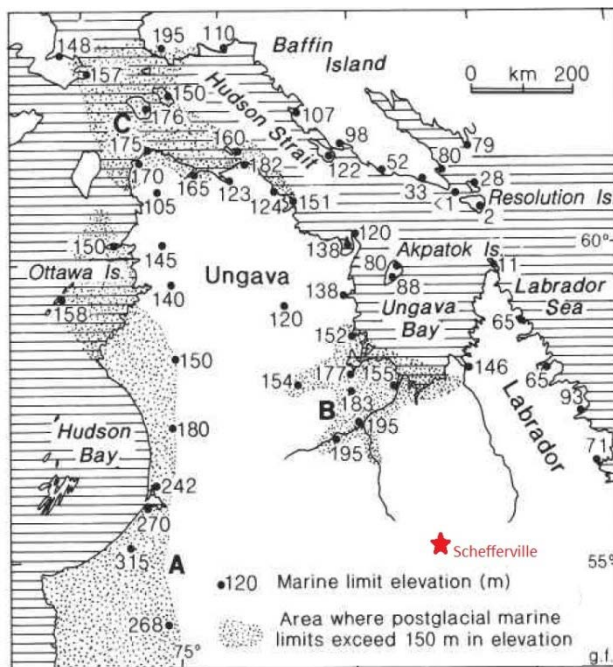 195
110
148
Baffin
Island
0 km 200
157
150
176
107
Hudson
Strait
C
98
79
175
160
122
52
80
170
82
28
165
123
33
<1
Resolution Is.
105
124
151
2
120
60°
150
145
138
Akpatok Is.
80
11
Ottawa Is.
Ungava
88
Labrador
Sea
140
138
Ungava
Bay
158
120
65
152
150
146
177
155
65
154
183
93
B
Hudson
Bay
180
195
Labrador
195
71
242
270
Schefferville
315
A
55°
120 Marine limit elevation (m)
Area where postglacial marine
limits exceed 150 m in elevation
268
75°